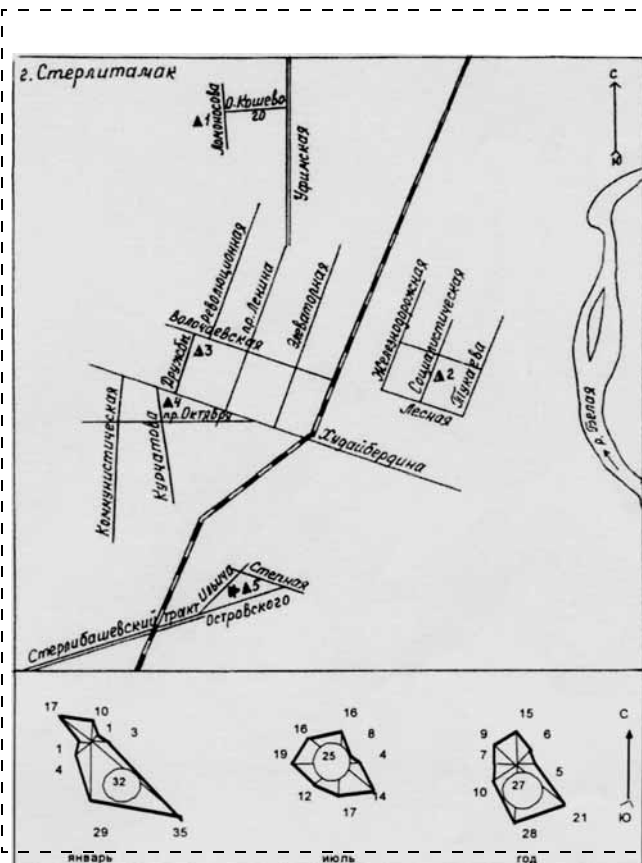 г. Стерлитамак
С
Ю
▲1
Ломоносова
О. Кошево
20
Уфимская
Революционная
пр. Ленина
Элеваторная
Волочаевская
Дружбы
▲3
▲4
пр. Октября
Коммунистическая
Курчатова
Железнодорожная
Социалистическая
▲2
Тукаева
Лесная
Худайбердина
р. Белая
Ильича
Степная
▲5
Островского
Стерлибашевский тракт
17
10
1
3
1
4
32
29
35
январь
16
16
8
25
19
4
12
14
17
июль
15
9
6
7
5
27
10
21
28
год
С
Ю